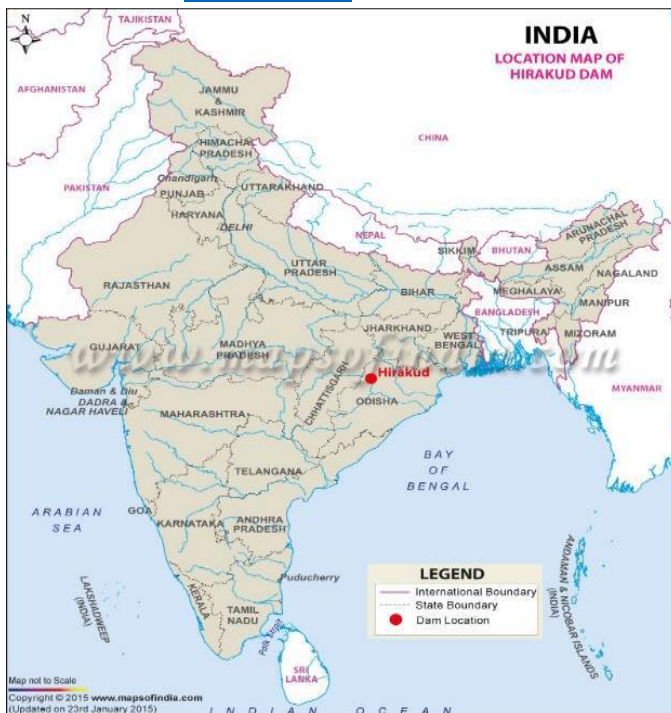 TAJIKISTAN
N
INDIA
LOCATION MAP OF
HIRAKUD DAM
AFGHANISTAN
JAMMU
&
KASHMIR
CHINA
HIMACHAL
PRADESH
Chandigarh
PAKISTAN
PUNJAB
UTTARAKHAND
HARYANA
DELHI
NEPAL
SIKKIM
BHUTAN
ARUNACHAL
PRADESH
UTTAR
PRADESH
ASSAM
NAGALAND
RAJASTHAN
BIHAR
MEGHALAYA
MANIPUR
BANGLADESH
JHARKHAND
WEST
BENGAL
TRIPURA
MIZORAM
GUJARAT
MADHYA
PRADESH
www.mapsofindia.com
Hirakud
MYANMAR
Daman & Diu
DADRA &
NAGAR HAVELI
CHHATTISGARH
ODISHA
MAHARASHTRA
BAY
OF
BENGAL
TELANGANA
ARABIAN
SEA
GOA
KARNATAKA
ANDHRA
PRADESH
ANDAMAN & NICOBAR ISLANDS
(INDIA)
LAKSHADWEEP
(INDIA)
Puducherry
KERALA
TAMIL
NADU
Palk Strait
SRI
LANKA
LEGEND
International Boundary
State Boundary
Dam Location
Map not to Scale
Copyright © 2015 www.mapsofindia.com
(Updated on 23rd January 2015)
INDIAN OCEAN